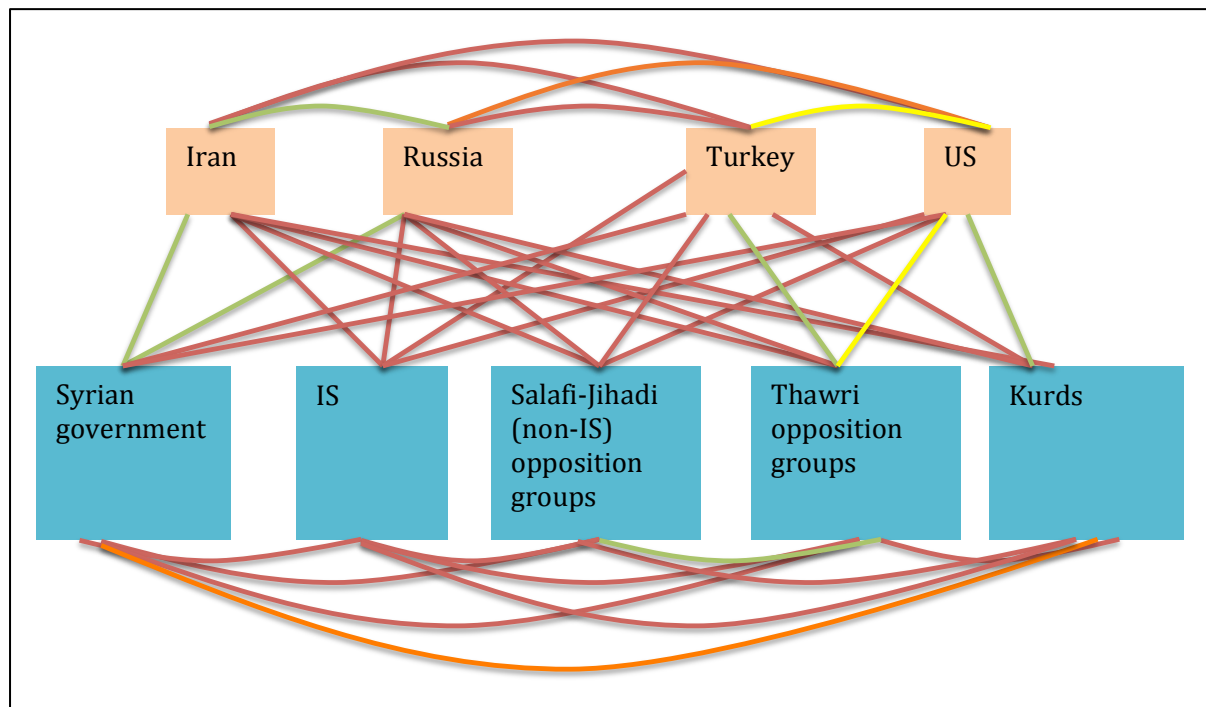 Iran
Russia
Turkey
US
Syrian
government
IS
Salafi-Jihadi
(non-IS)
opposition
groups
Thawri
opposition
groups
Kurds